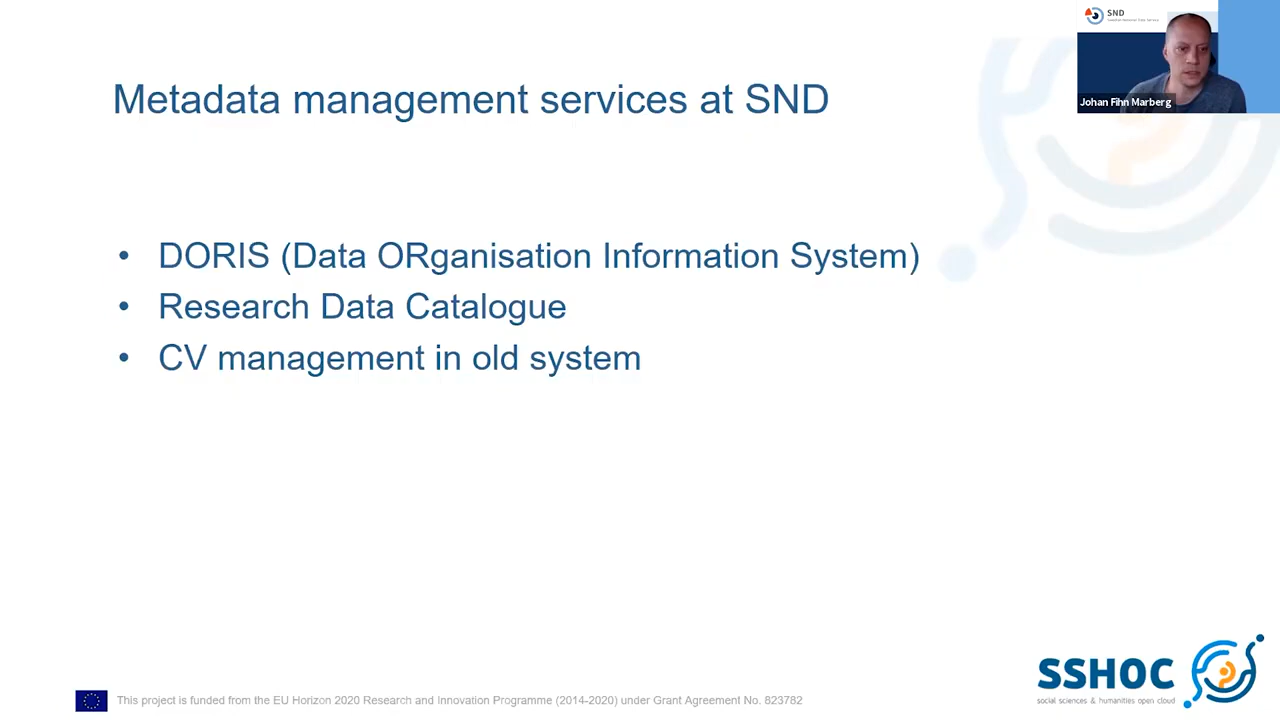 SND
Johan Fihn Marberg
Metadata management services at SND
• DORIS (Data ORganisation Information System)
• Research Data Catalogue
• CV management in old system
SSHOC
social sciences & humanities open cloud
This project is funded from the EU Horizon 2020 Research and Innovation Programme (2014-2020) under Grant Agreement No. 823782